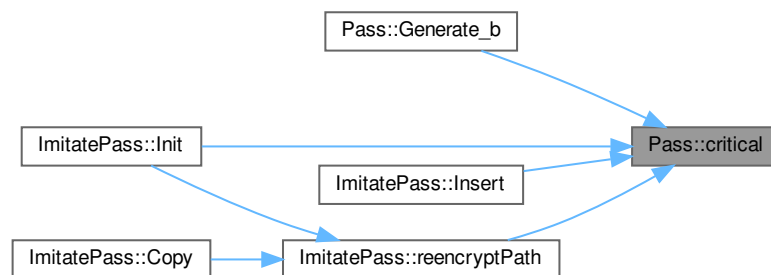 Pass::Generate_b
ImitatePass::Init
Pass::critical
ImitatePass::Insert
ImitatePass::Copy
ImitatePass::reencryptPath